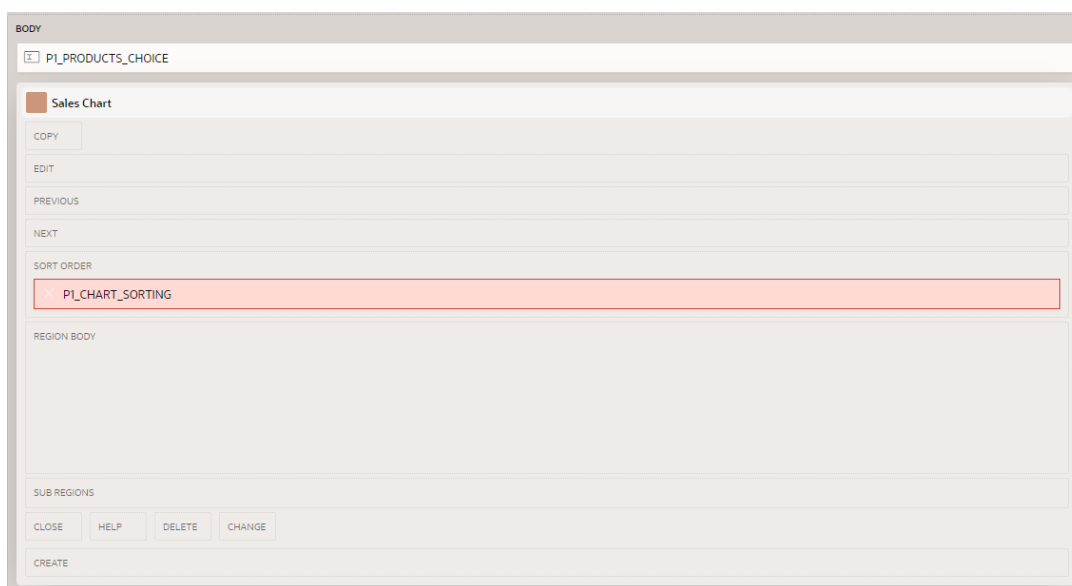 BODY
P1_PRODUCTS_CHOICE
Sales Chart
COPY
EDIT
PREVIOUS
NEXT
SORT ORDER
P1_CHART_SORTING
REGION BODY
SUB REGIONS
CLOSE HELP DELETE CHANGE
CREATE